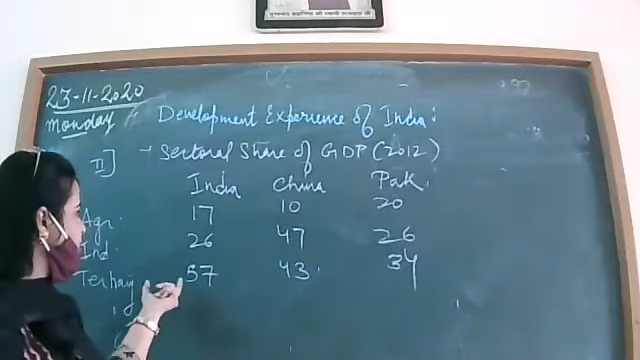 23-11-2020
Monday
Development Experience of India:
II] - Sectoral Share of GDP (2012)
India China Pak.
Agr. 17 10 20
Ind. 26 47 26
Tertiary 57 43. 34